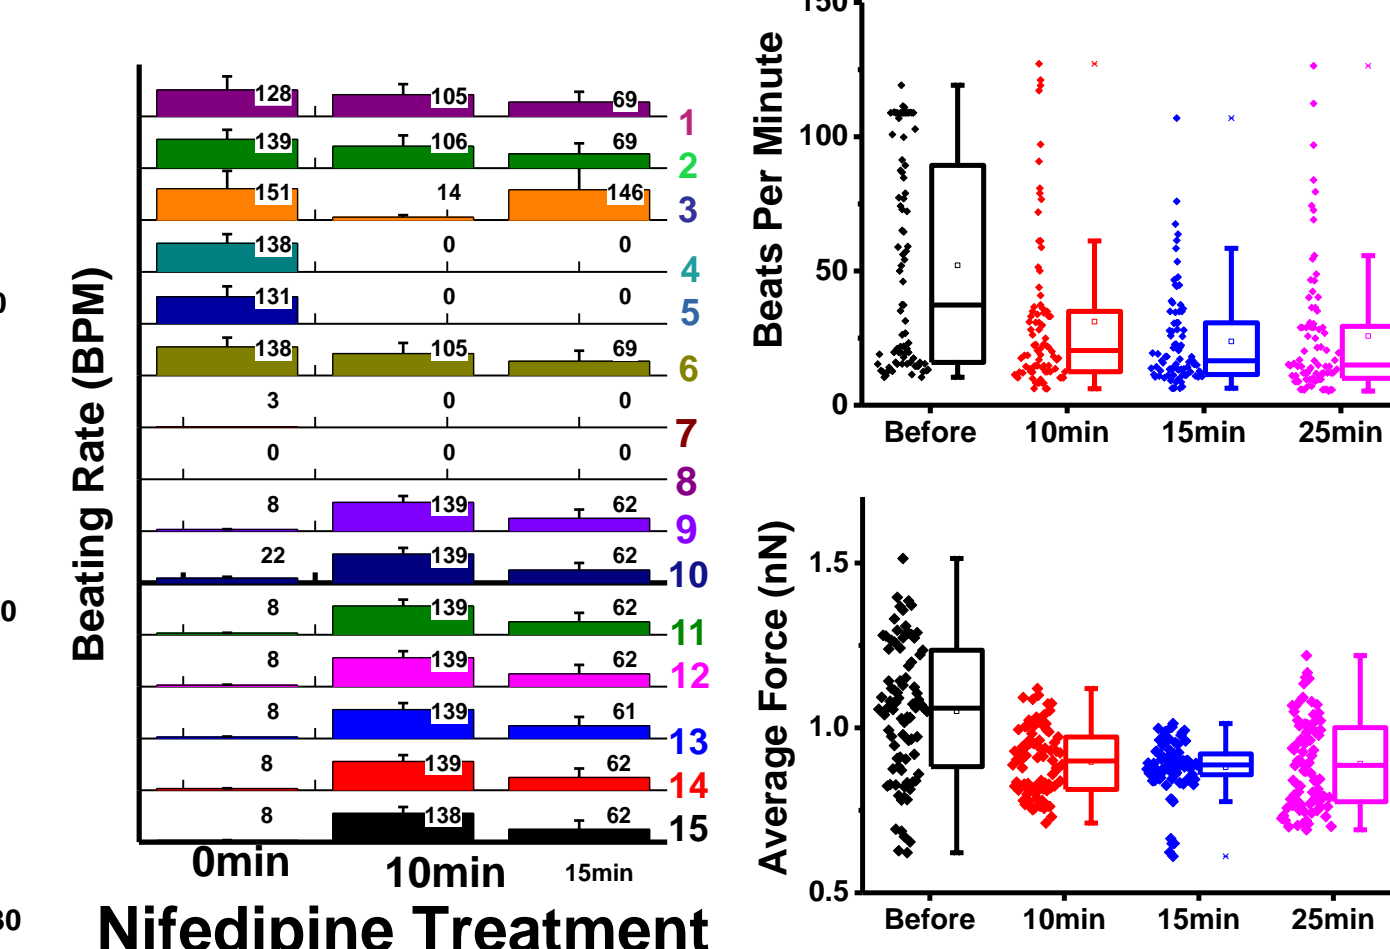 128 105 69 1
139 106 69 2
151 14 146 3
138 0 0 4
131 0 0 5
138 105 69 6
3 0 0 7
0 0 0 8
8 139 62 9
22 139 62 10
8 139 62 11
8 139 62 12
8 139 61 13
8 139 62 14
8 138 62 15
Beating Rate (BPM)
0min 10min 15min
Nifedipine Treatment
0
0
30
150
100
50
0
Beats Per Minute
Before 10min 15min 25min
1.5
1.0
0.5
Average Force (nN)
Before 10min 15min 25min